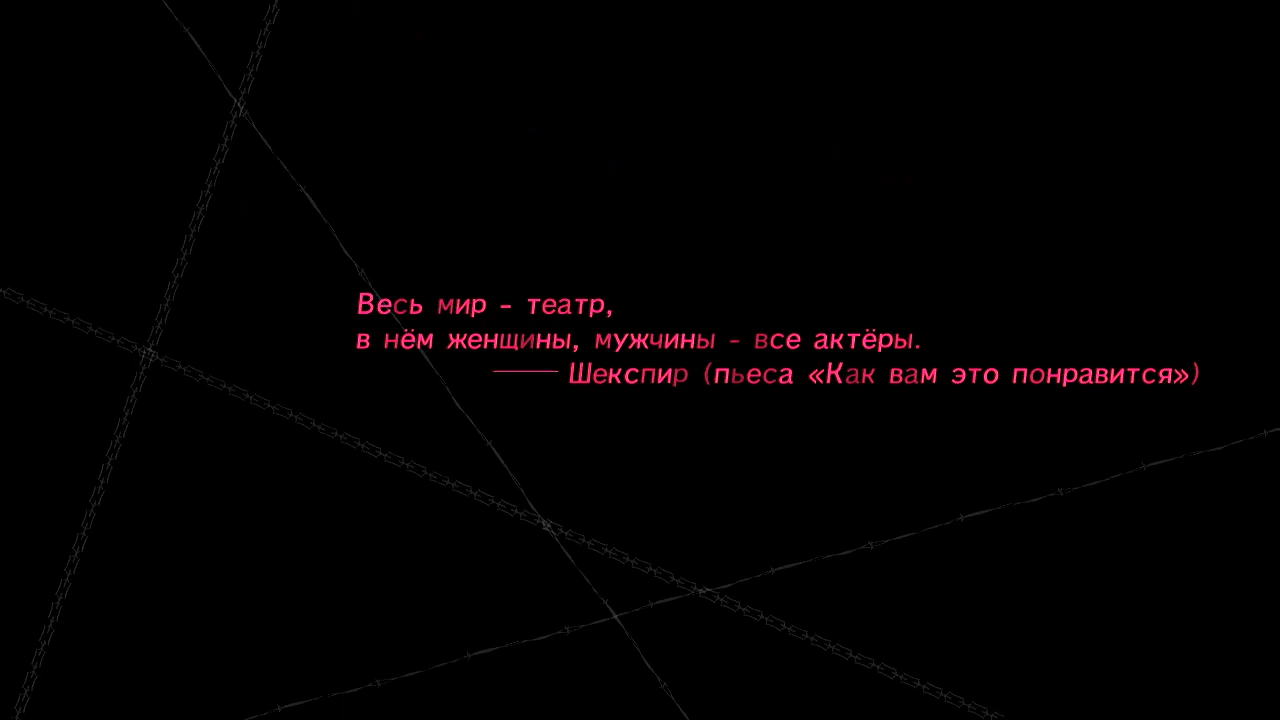 Весь мир - театр,
в нём женщины, мужчины - все актёры.
—— Шекспир (пьеса «Как вам это понравится»)